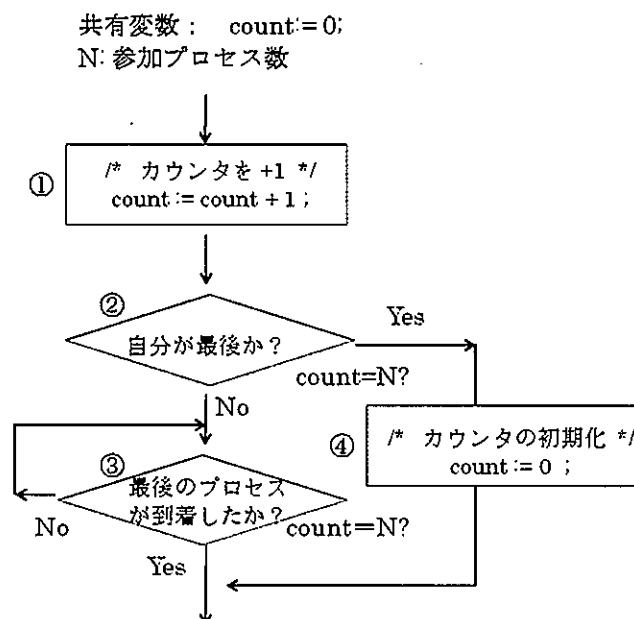 共有変数： count:= 0;
N: 参加プロセス数
①
/* カウンタを +1 */
count := count + 1 ;
②
自分が最後か？
Yes
count=N?
No
④
/* カウンタの初期化 */
count := 0 ;
③
最後のプロセス
が到着したか？
No
count=N?
Yes